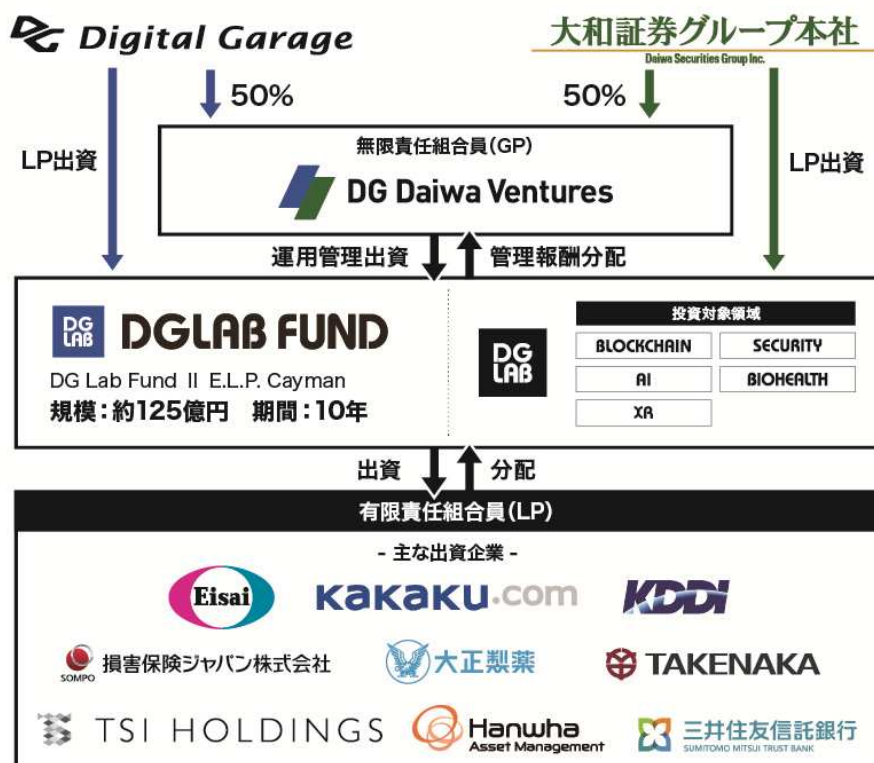 DG Digital Garage
大和証券グループ本社
Daiwa Securities Group Inc.
50%
50%
LP出資
LP出資
無限責任組合員(GP)
DG Daiwa Ventures
運用管理出資
管理報酬分配
DG LAB
DGLAB FUND
DG Lab Fund II E.L.P. Cayman
規模：約125億円 期間：10年
DG
LAB
投資対象領域
BLOCKCHAIN
SECURITY
AI
BIOHEALTH
XR
出資
分配
有限責任組合員(LP)
- 主な出資企業 -
Eisai
kakaku.com
KDDI
SOMPO
損害保険ジャパン株式会社
大正製薬
TAKENAKA
TSI HOLDINGS
Hanwha
Asset Management
三井住友信託銀行
SUMITOMO MITSUI TRUST BANK